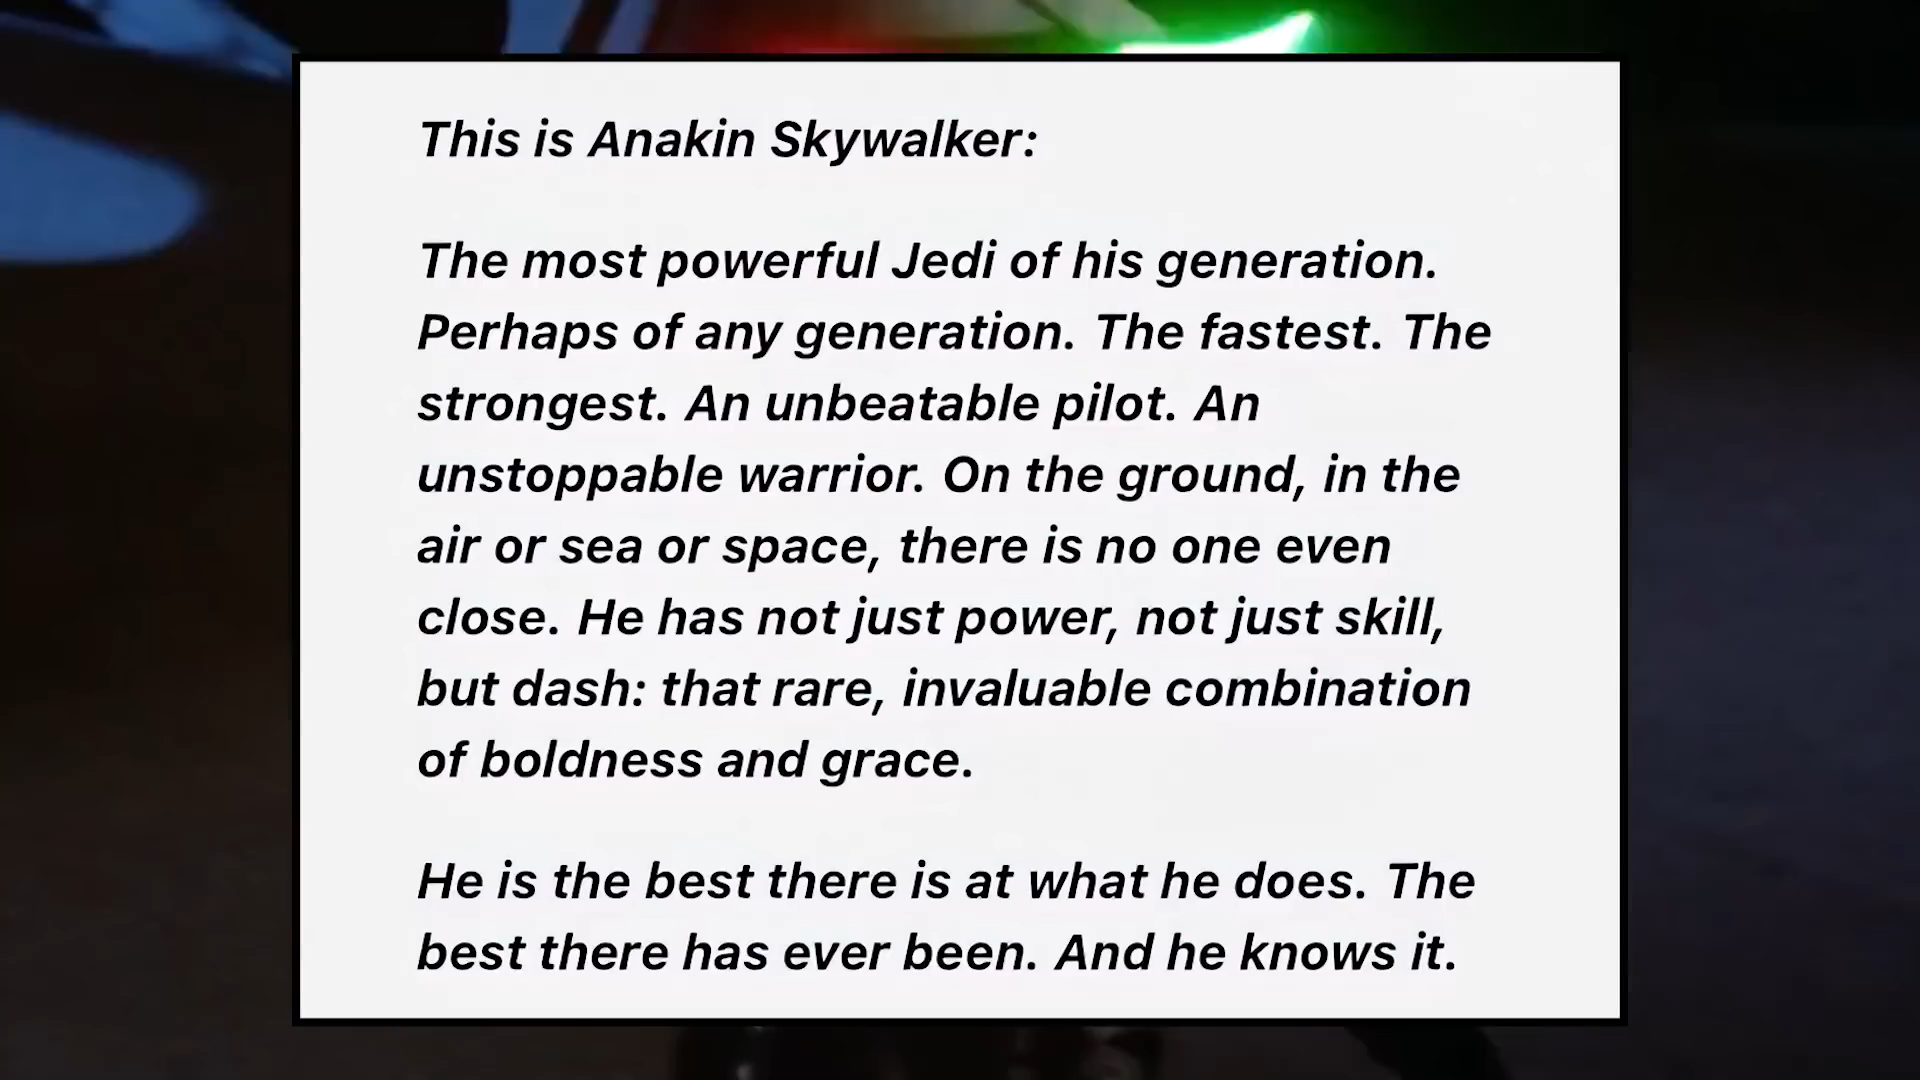 This is Anakin Skywalker:
The most powerful Jedi of his generation.
Perhaps of any generation. The fastest. The
strongest. An unbeatable pilot. An
unstoppable warrior. On the ground, in the
air or sea or space, there is no one even
close. He has not just power, not just skill,
but dash: that rare, invaluable combination
of boldness and grace.
He is the best there is at what he does. The
best there has ever been. And he knows it.